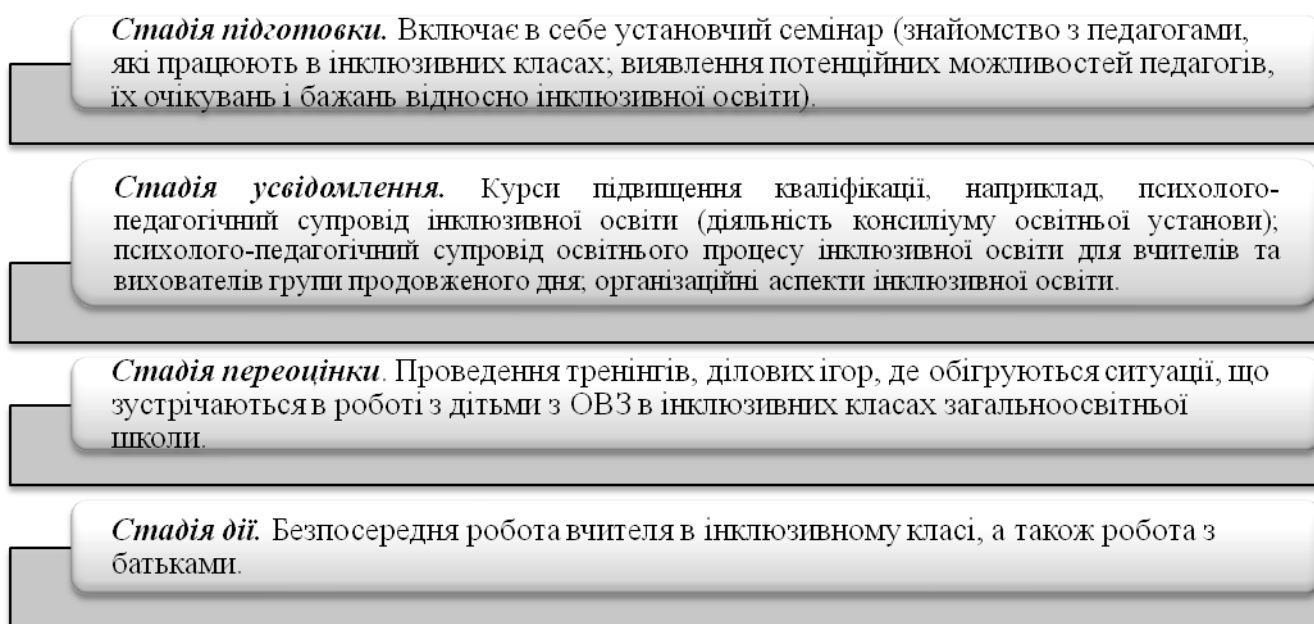 Стадія підготовки. Включає в себе установчий семінар (знайомство з педагогами,
які працюють в інклюзивних класах; виявлення потенційних можливостей педагогів,
їх очікувань і бажань відносно інклюзивної освіти).
Стадія усвідомлення. Курси підвищення кваліфікації, наприклад, психолого-
педагогічний супровід інклюзивної освіти (діяльність консиліуму освітньої установи);
психолого-педагогічний супровід освітнього процесу інклюзивної освіти для вчителів та
вихователів групи продовженого дня; організаційні аспекти інклюзивної освіти.
Стадія переоцінки. Проведення тренінгів, ділових ігор, де обігруються ситуації, що
зустрічаються в роботі з дітьми з ОВЗ в інклюзивних класах загальноосвітньої
школи.
Стадія дії. Безпосередня робота вчителя в інклюзивному класі, а також робота з
батьками.